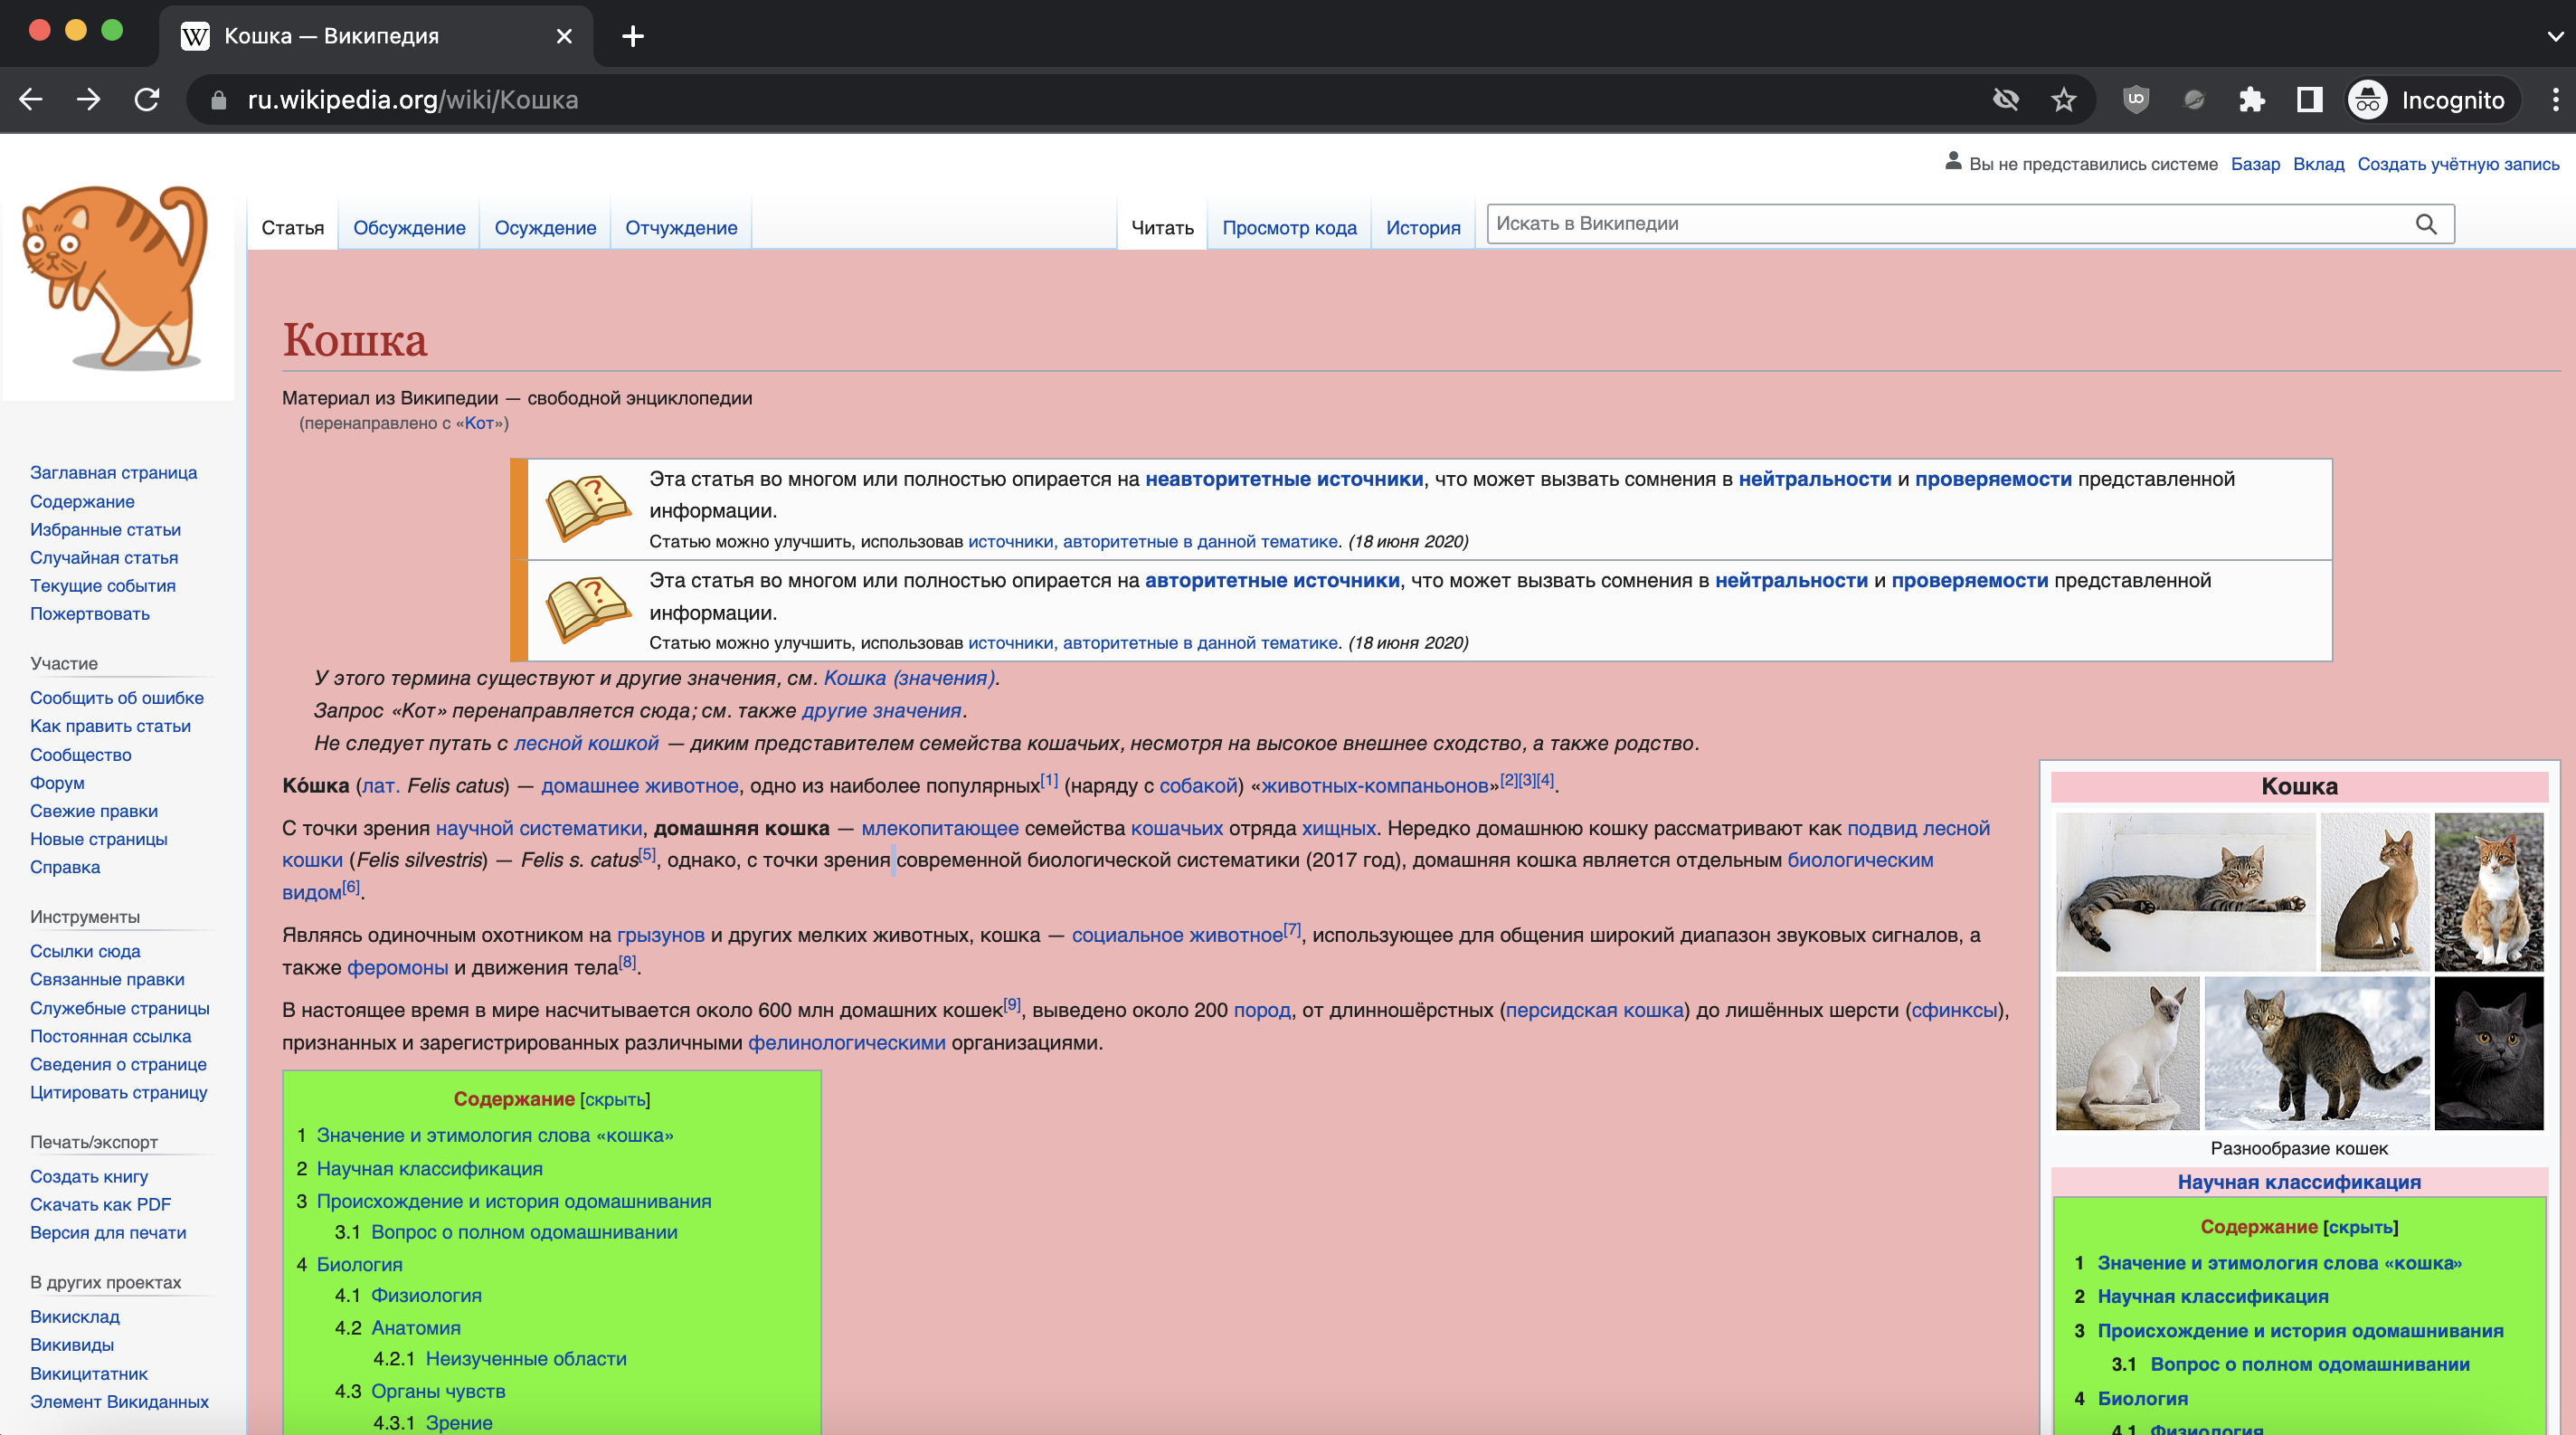 Кошка — Википедия
ru.wikipedia.org/wiki/Кошка
Incognito
Вы не представились системе Базар Вклад Создать учётную запись
Статья Обсуждение Осуждение Отчуждение Читать Просмотр кода История Искать в Википедии
Кошка
Материал из Википедии — свободной энциклопедии
(перенаправлено с «Кот»)
Эта статья во многом или полностью опирается на неавторитетные источники, что может вызвать сомнения в нейтральности и проверяемости представленной
информации.
Статью можно улучшить, использовав источники, авторитетные в данной тематике. (18 июня 2020)
Эта статья во многом или полностью опирается на авторитетные источники, что может вызвать сомнения в нейтральности и проверяемости представленной
информации.
Статью можно улучшить, использовав источники, авторитетные в данной тематике. (18 июня 2020)
У этого термина существуют и другие значения, см. Кошка (значения).
Запрос «Кот» перенаправляется сюда; см. также другие значения.
Не следует путать с лесной кошкой — диким представителем семейства кошачьих, несмотря на высокое внешнее сходство, а также родство.
Ко́шка (лат. Felis catus) — домашнее животное, одно из наиболее популярных[1] (наряду с собакой) «животных-компаньонов»[2][3][4].
С точки зрения научной систематики, домашняя кошка — млекопитающее семейства кошачьих отряда хищных. Нередко домашнюю кошку рассматривают как подвид лесной
кошки (Felis silvestris) — Felis s. catus[5], однако, с точки зрения современной биологической систематики (2017 год), домашняя кошка является отдельным биологическим
видом[6].
Являясь одиночным охотником на грызунов и других мелких животных, кошка — социальное животное[7], использующее для общения широкий диапазон звуковых сигналов, а
также феромоны и движения тела[8].
В настоящее время в мире насчитывается около 600 млн домашних кошек[9], выведено около 200 пород, от длинношёрстных (персидская кошка) до лишённых шерсти (сфинксы),
признанных и зарегистрированных различными фелинологическими организациями.
Содержание [скрыть]
1 Значение и этимология слова «кошка»
2 Научная классификация
3 Происхождение и история одомашнивания
3.1 Вопрос о полном одомашнивании
4 Биология
4.1 Физиология
4.2 Анатомия
4.2.1 Неизученные области
4.3 Органы чувств
4.3.1 Зрение
Кошка
Разнообразие кошек
Научная классификация
Содержание [скрыть]
1 Значение и этимология слова «кошка»
2 Научная классификация
3 Происхождение и история одомашнивания
3.1 Вопрос о полном одомашнивании
4 Биология
4.1 Физиология
Заглавная страница
Содержание
Избранные статьи
Случайная статья
Текущие события
Пожертвовать
Участие
Сообщить об ошибке
Как править статьи
Сообщество
Форум
Свежие правки
Новые страницы
Справка
Инструменты
Ссылки сюда
Связанные правки
Служебные страницы
Постоянная ссылка
Сведения о странице
Цитировать страницу
Печать/экспорт
Создать книгу
Скачать как PDF
Версия для печати
В других проектах
Викисклад
Викивиды
Викицитатник
Элемент Викиданных